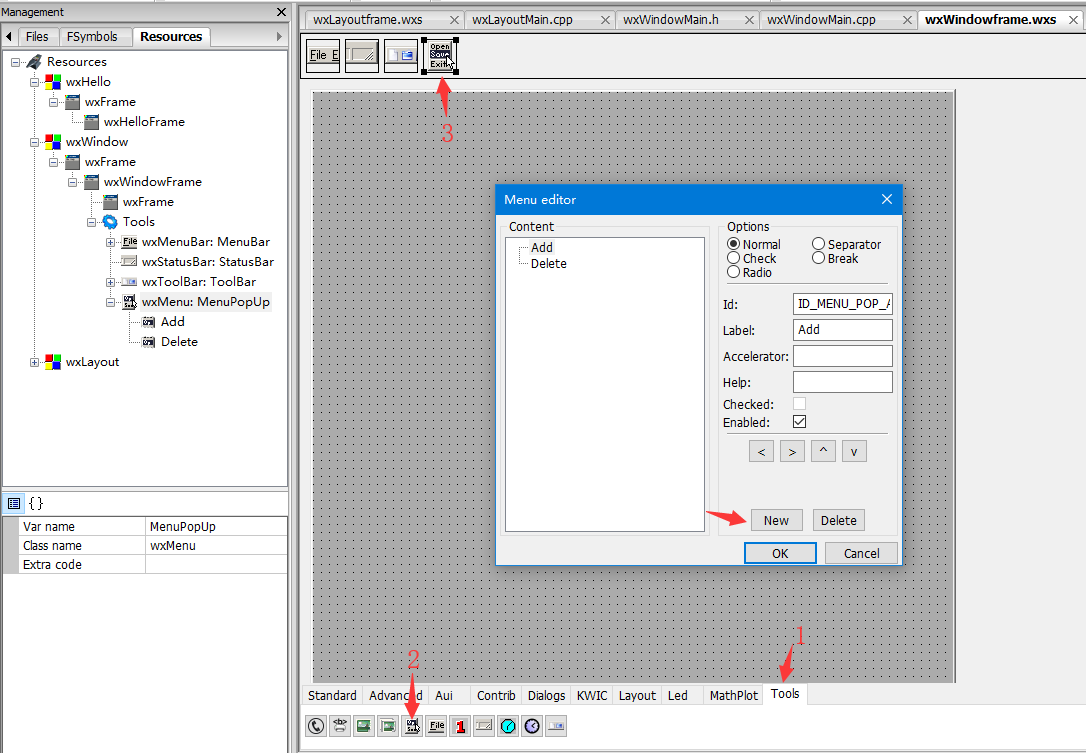 Management
wxLayoutframe.wxs
wxLayoutMain.cpp
wxWindowMain.h
wxWindowMain.cpp
wxWindowframe.wxs
Files
FSymbols
Resources
File E
Open
Save
Exit
3
Resources
wxHello
wxFrame
wxHelloFrame
wxWindow
wxFrame
wxWindowFrame
wxFrame
Tools
File
wxMenuBar: MenuBar
wxStatusBar: StatusBar
wxToolBar: ToolBar
wxMenu: MenuPopUp
Add
Delete
wxLayout
Var name
MenuPopUp
Class name
wxMenu
Extra code
Menu editor
Content
Add
Delete
Options
Normal
Separator
Check
Break
Radio
Id:
ID_MENU_POP_A
Label:
Add
Accelerator:
Help:
Checked:
Enabled:
<
>
^
v
New
Delete
OK
Cancel
1
2
Standard
Advanced
Aui
Contrib
Dialogs
KWIC
Layout
Led
MathPlot
Tools
File
1